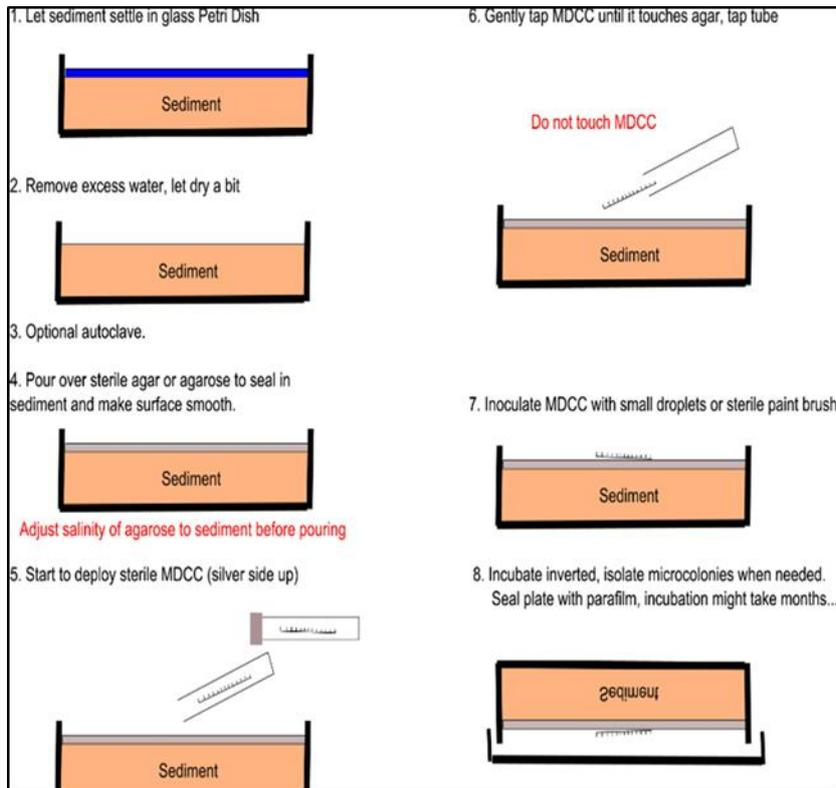 1. Let sediment settle in glass Petri Dish
Sediment
2. Remove excess water, let dry a bit
Sediment
3. Optional autoclave.
4. Pour over sterile agar or agarose to seal in
sediment and make surface smooth.
Sediment
Adjust salinity of agarose to sediment before pouring
5. Start to deploy sterile MDCC (silver side up)
Sediment
6. Gently tap MDCC until it touches agar, tap tube
Do not touch MDCC
Sediment
7. Inoculate MDCC with small droplets or sterile paint brush
Sediment
8. Incubate inverted, isolate microcolonies when needed.
Seal plate with parafilm, incubation might take months...
Sediment